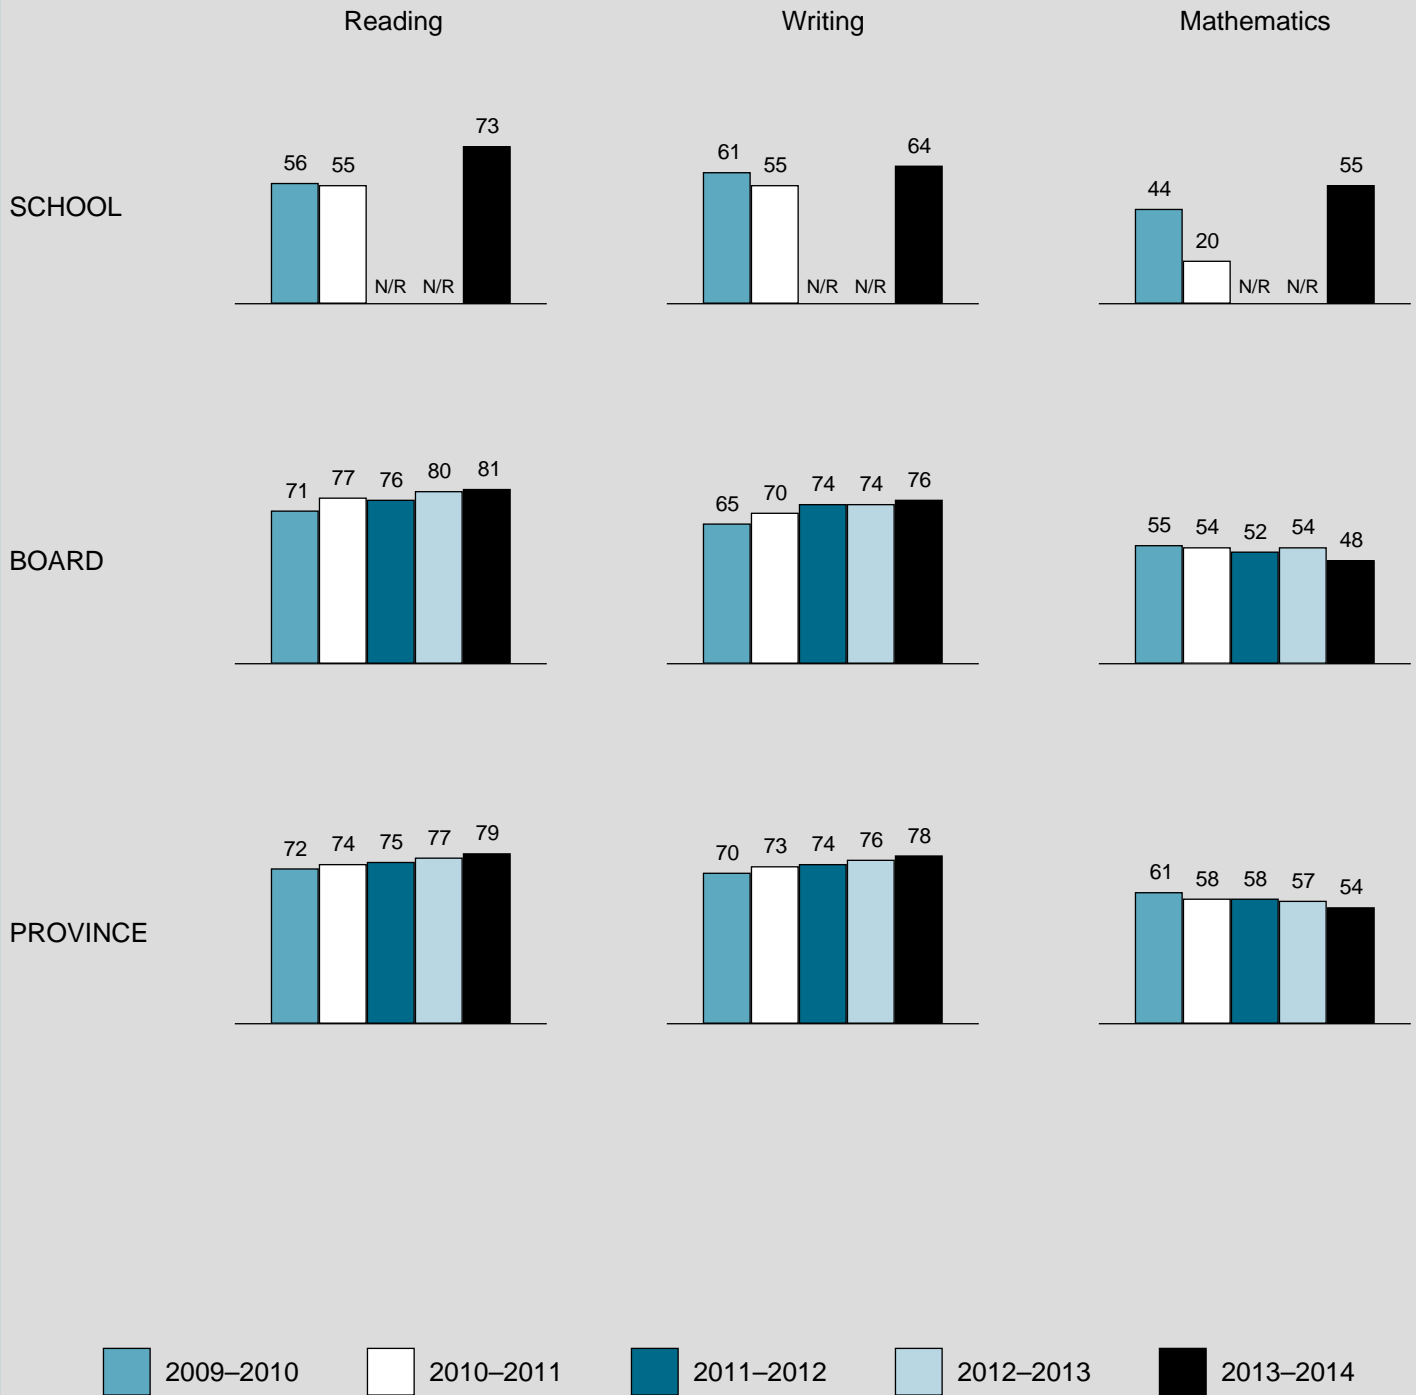 Reading Writing Mathematics
SCHOOL
56 55 N/R N/R 73
61 55 N/R N/R 64
44 20 N/R N/R 55
BOARD
71 77 76 80 81
65 70 74 74 76
55 54 52 54 48
PROVINCE
72 74 75 77 79
70 73 74 76 78
61 58 58 57 54
2009–2010 2010–2011 2011–2012 2012–2013 2013–2014